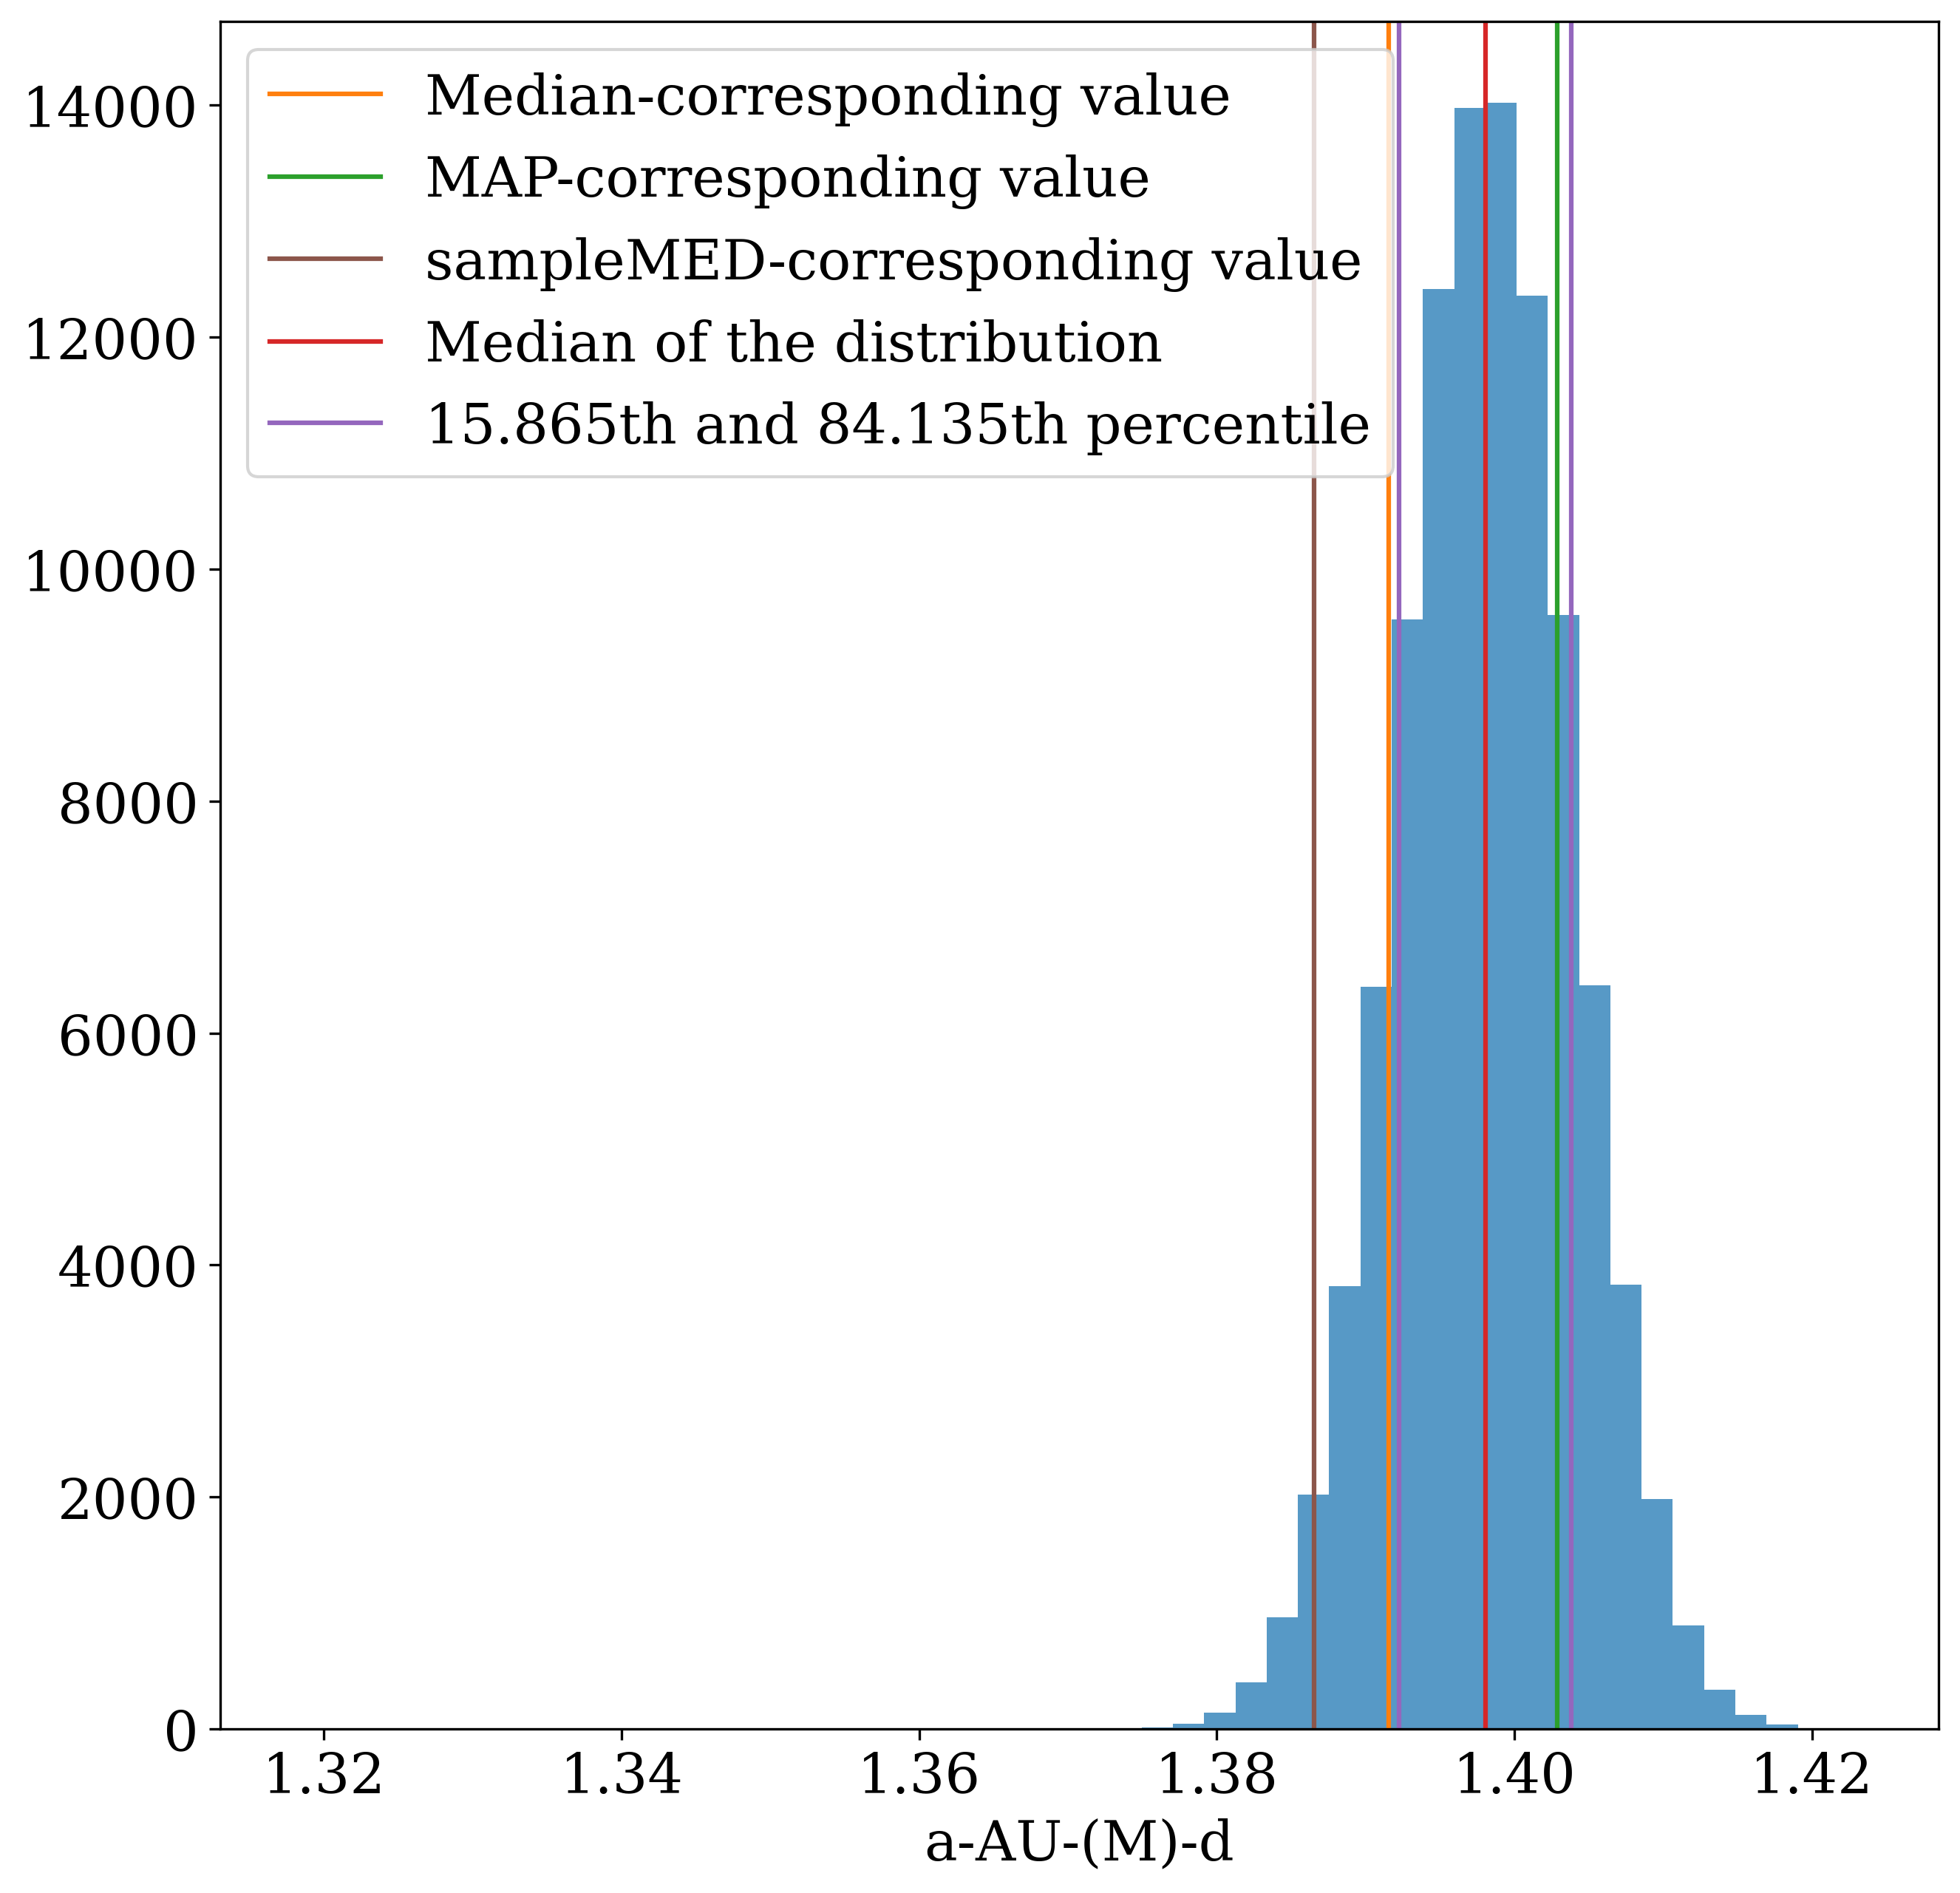 Median-corresponding value
MAP-corresponding value
sampleMED-corresponding value
Median of the distribution
15.865th and 84.135th percentile
14000
12000
10000
8000
6000
4000
2000
0
1.32 1.34 1.36 1.38 1.40 1.42
a-AU-(M)-d